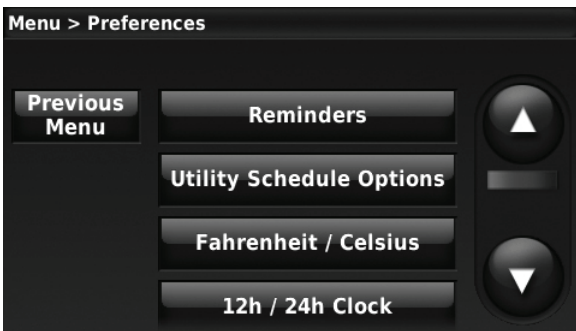 Menu > Preferences
Previous
Menu
Reminders
Utility Schedule Options
Fahrenheit / Celsius
12h / 24h Clock